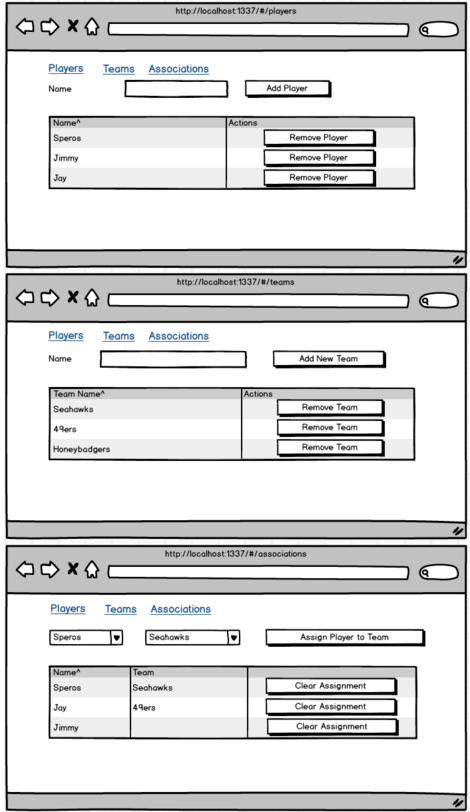 http://localhost:1337/#/players
Players Teams Associations
Name Add Player
Name^ Actions
Speros Remove Player
Jimmy Remove Player
Jay Remove Player
http://localhost:1337/#/teams
Players Teams Associations
Name Add New Team
Team Name^ Actions
Seahawks Remove Team
49ers Remove Team
Honeybadgers Remove Team
http://localhost:1337/#/associations
Players Teams Associations
Speros Seahawks Assign Player to Team
Name^ Team
Speros Seahawks Clear Assignment
Jay 49ers Clear Assignment
Jimmy Clear Assignment